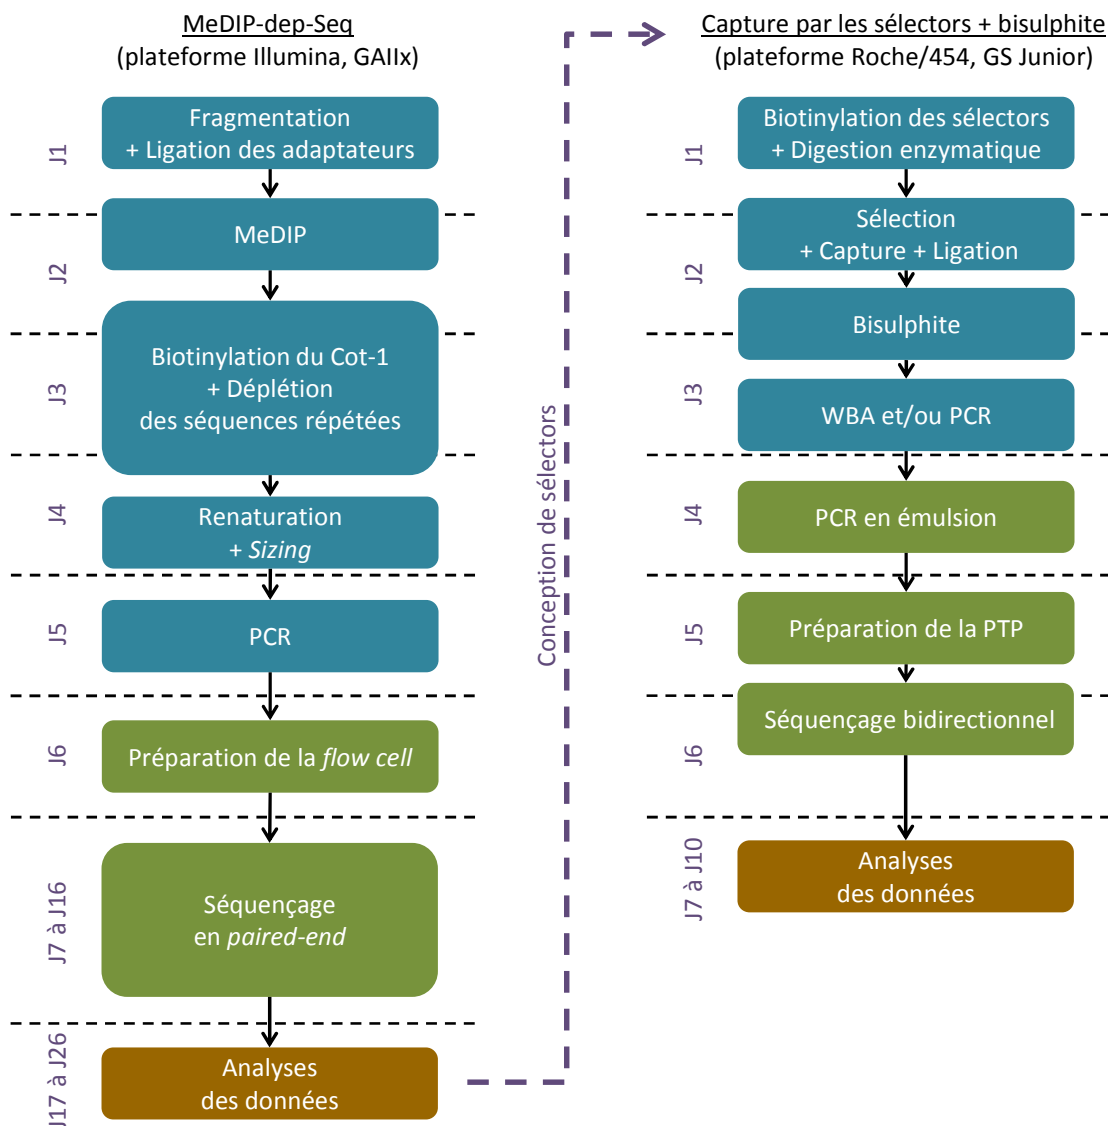 MeDIP-dep-Seq
(plateforme Illumina, GAIIx)
J1
Fragmentation
+ Ligation des adaptateurs
J2
MeDIP
J3
Biotinylation du Cot-1
+ Déplétion
des séquences répétées
J4
Renaturation
+ Sizing
J5
PCR
J6
Préparation de la flow cell
J7 à J16
Séquençage
en paired-end
J17 à J26
Analyses
des données
Conception de sélectors
Capture par les sélectors + bisulphite
(plateforme Roche/454, GS Junior)
J1
Biotinylation des sélectors
+ Digestion enzymatique
J2
Sélection
+ Capture + Ligation
Bisulphite
J3
WBA et/ou PCR
J4
PCR en émulsion
J5
Préparation de la PTP
J6
Séquençage bidirectionnel
J7 à J10
Analyses
des données